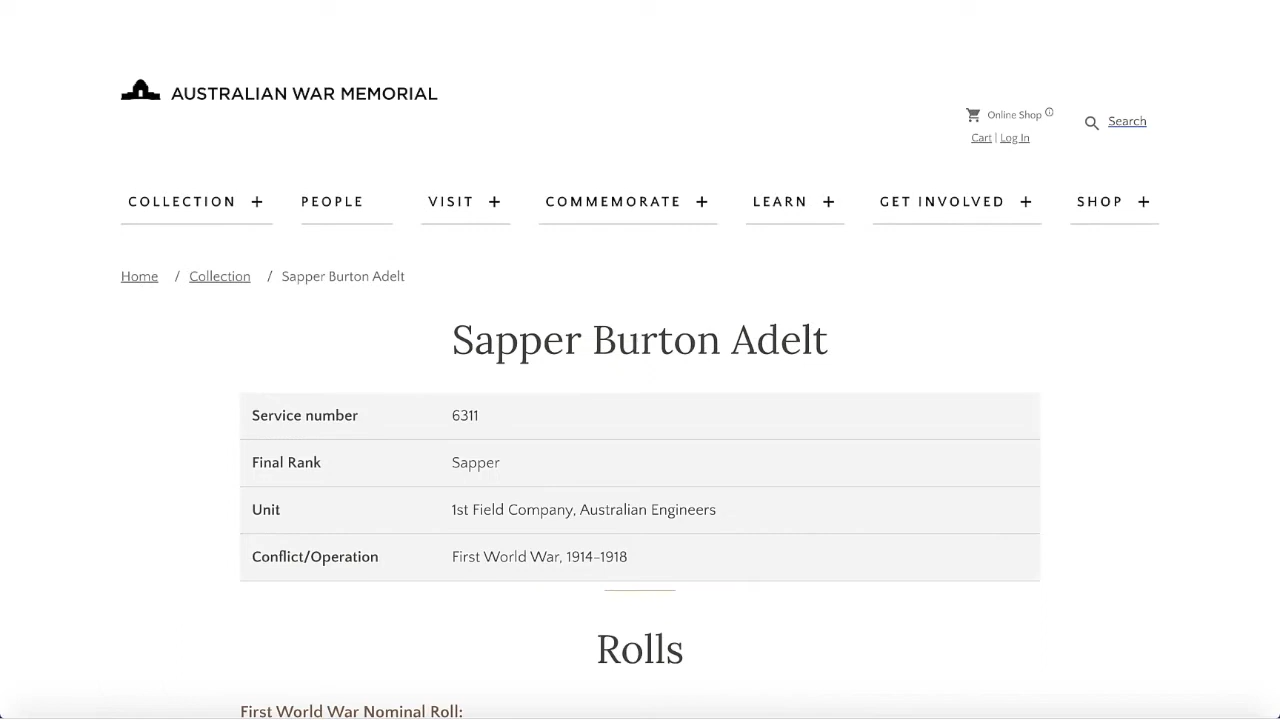 AUSTRALIAN WAR MEMORIAL
Online Shop
Cart | Log In
Search
COLLECTION + PEOPLE VISIT + COMMEMORATE + LEARN + GET INVOLVED + SHOP +
Home / Collection / Sapper Burton Adelt
Sapper Burton Adelt
Service number 6311
Final Rank Sapper
Unit 1st Field Company, Australian Engineers
Conflict/Operation First World War, 1914-1918
Rolls
First World War Nominal Roll: